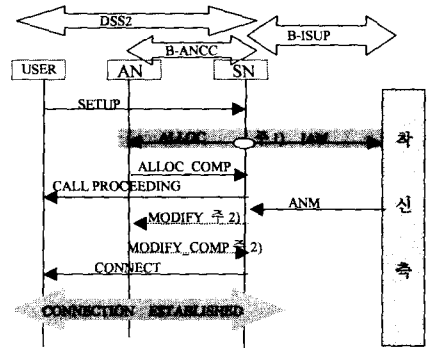 DSS2
B-ANCC
B-ISUP
USER
AN
SN
SETUP
ALLOC 주 1) IAM
ALLOC_COMP
CALL PROCEEDING
ANM
MODIFY 주 2)
MODIFY_COMP 주 2)
CONNECT
CONNECTION ESTABLISHED
착
신
측